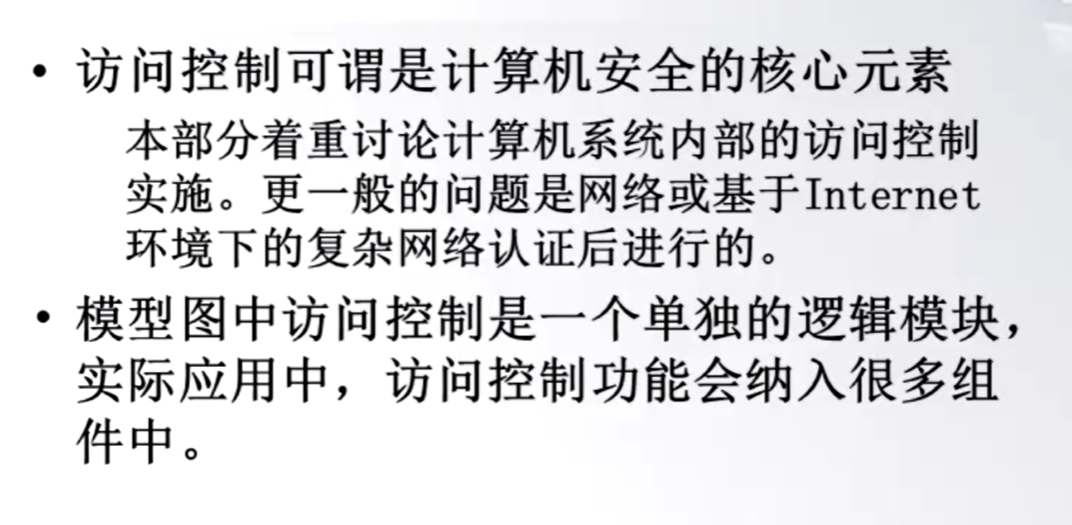 • 访问控制可谓是计算机安全的核心元素
本部分着重讨论计算机系统内部的访问控制
实施。更一般的问题是网络或基于Internet
环境下的复杂网络认证后进行的。
• 模型图中访问控制是一个单独的逻辑模块，
实际应用中，访问控制功能会纳入很多组
件中。